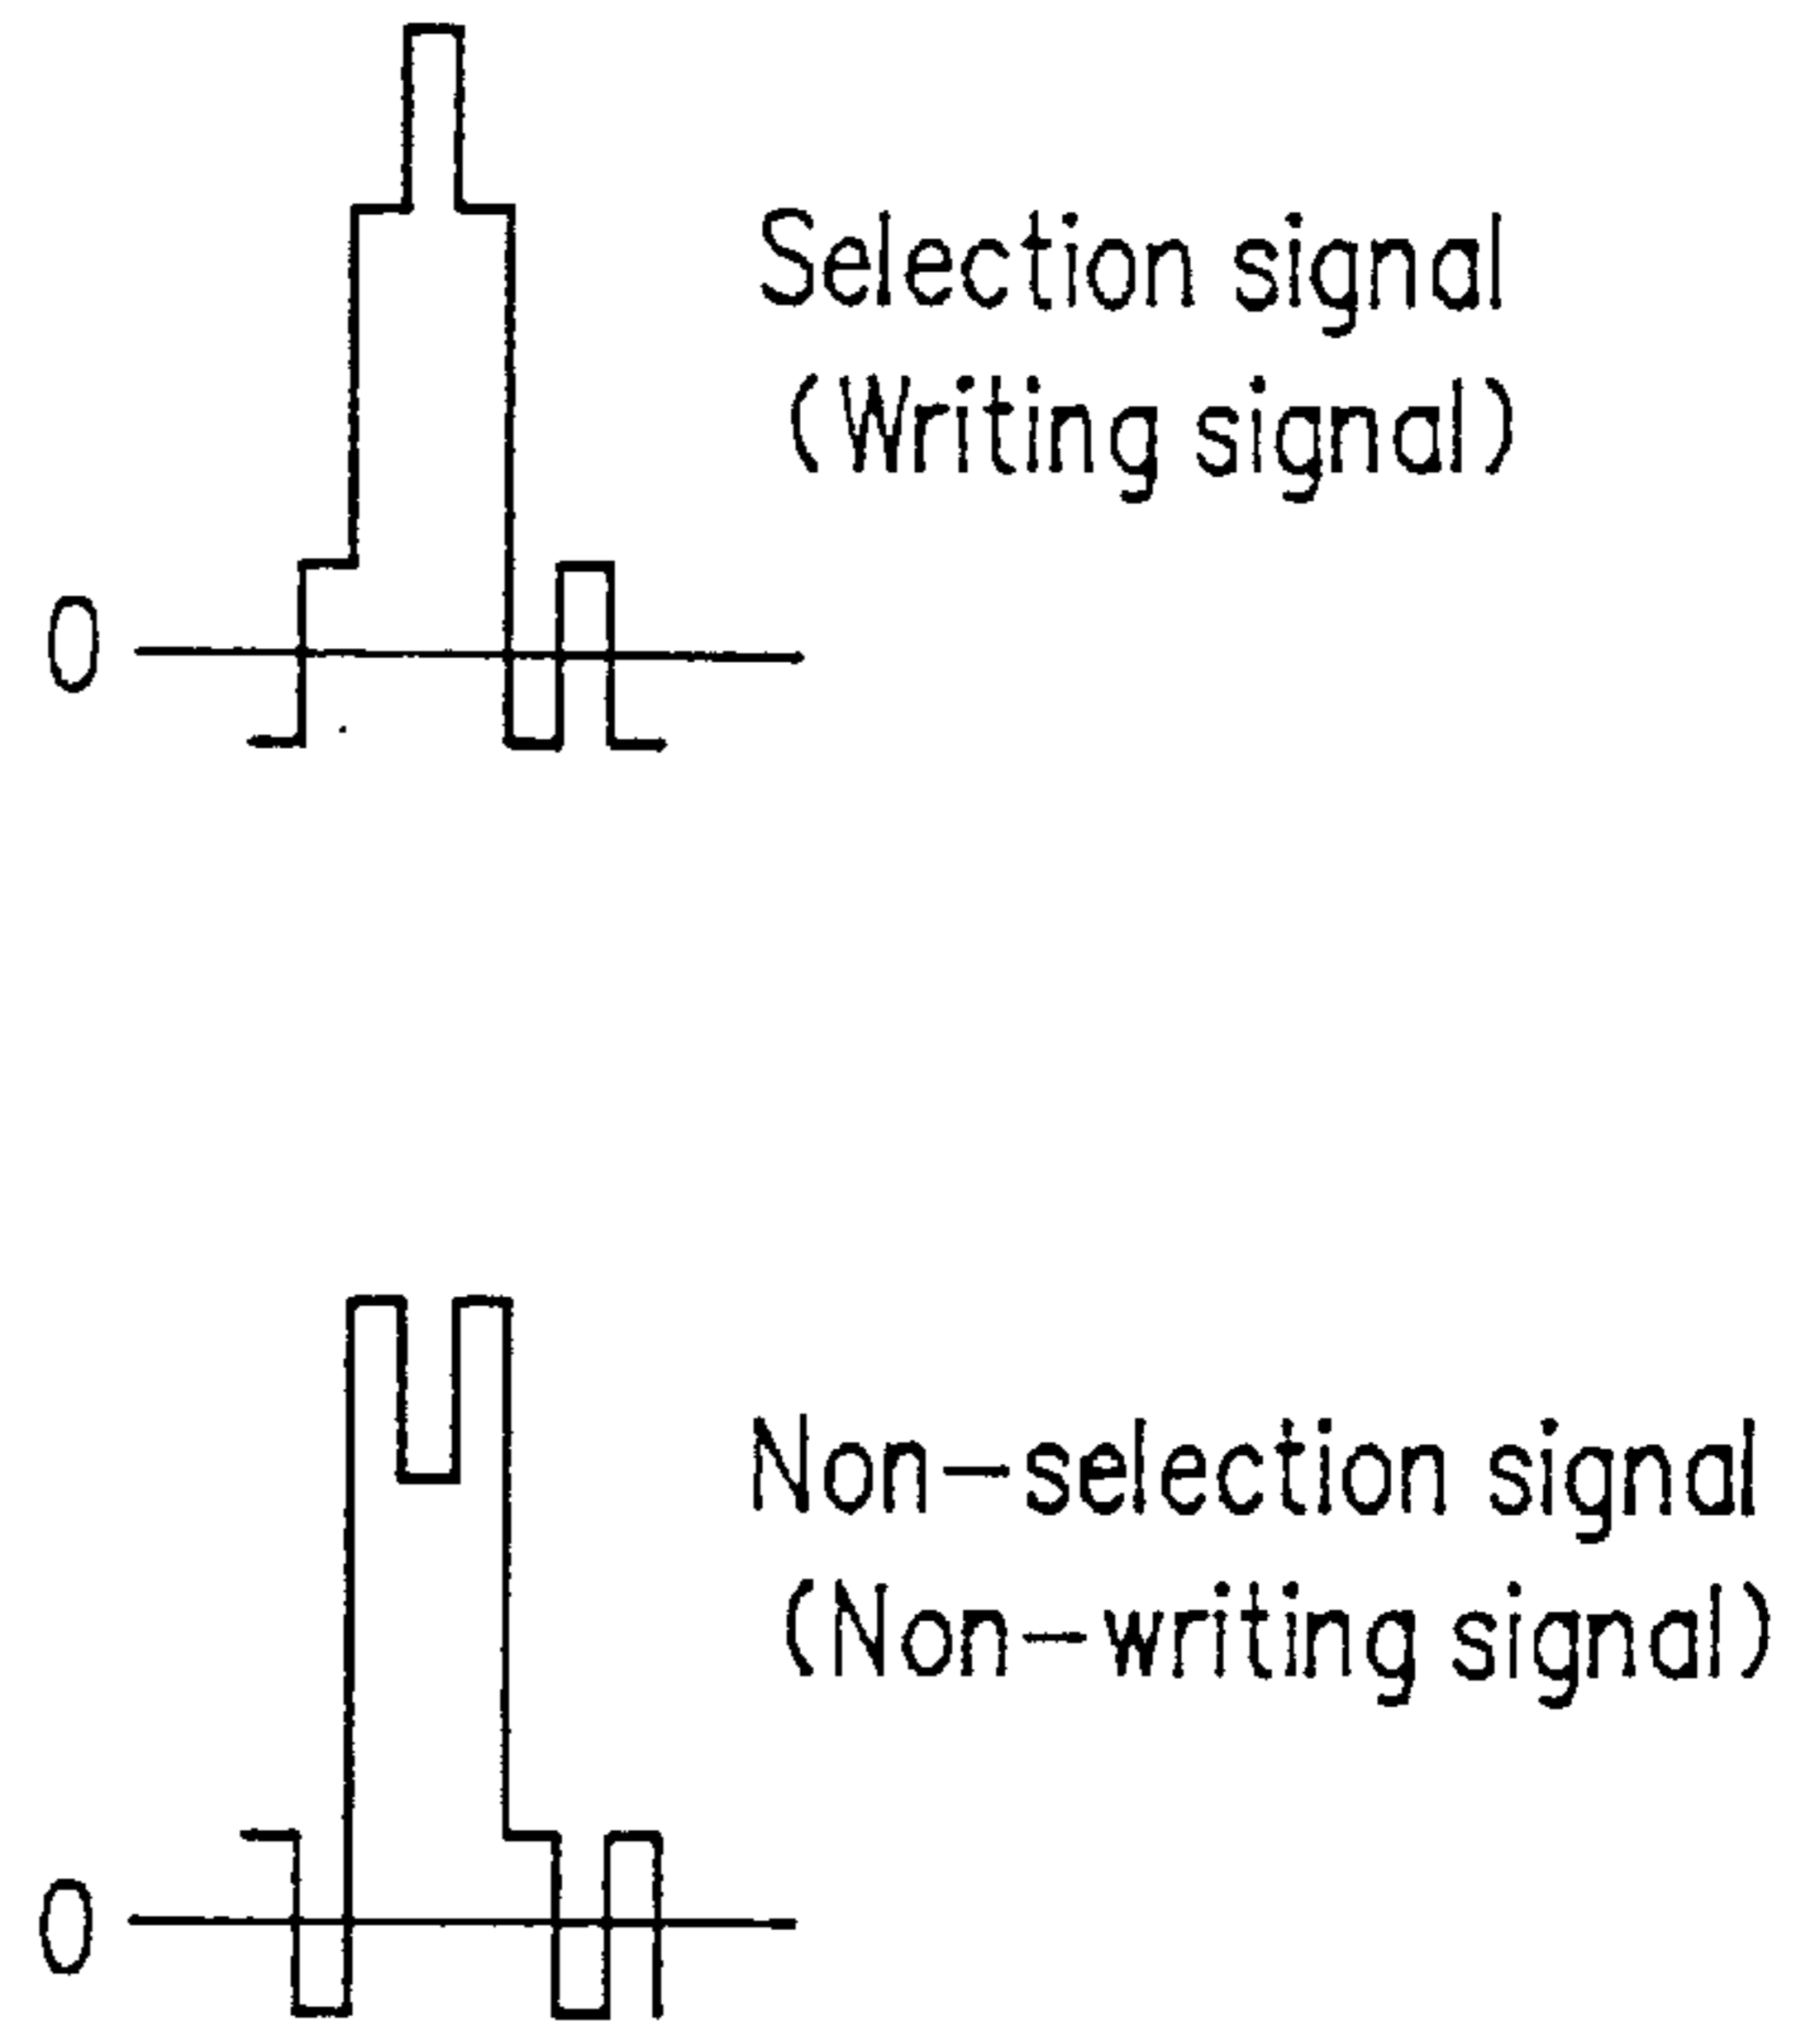 Selection signal
(Writing signal)
0
Non-selection signal
(Non-writing signal)
0